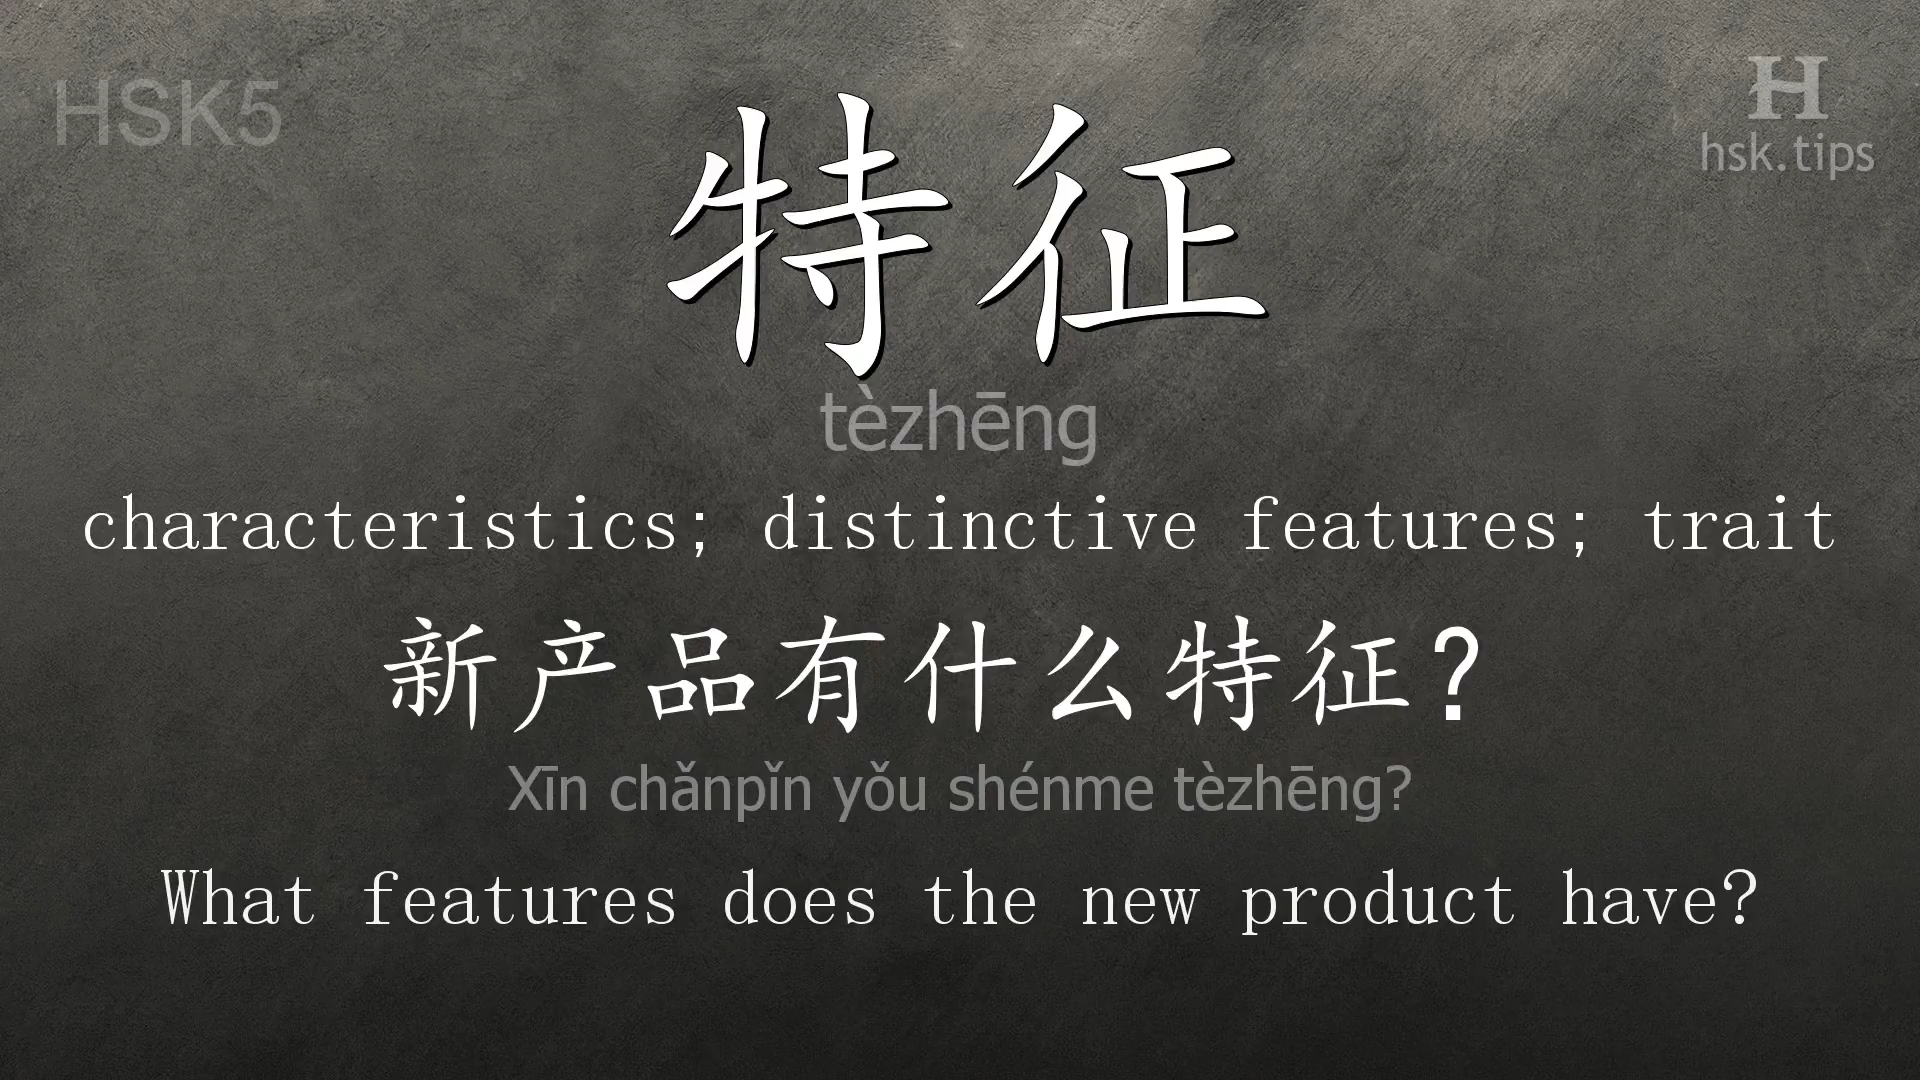 HSK5
H
hsk.tips
特征
tèzhēng
characteristics; distinctive features; trait
新产品有什么特征?
Xīn chǎnpǐn yǒu shénme tèzhēng?
What features does the new product have?